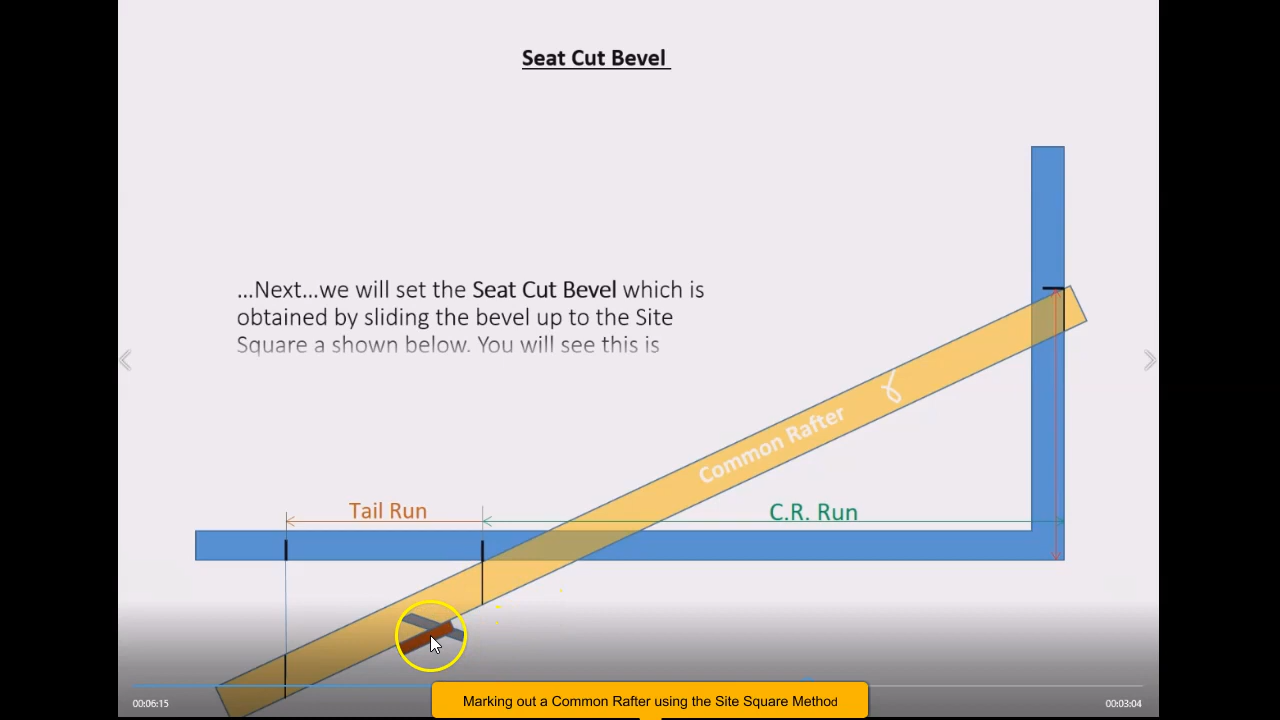 Seat Cut Bevel
...Next...we will set the Seat Cut Bevel which is
obtained by sliding the bevel up to the Site
Square a shown below. You will see this is
Common Rafter
Tail Run
C.R. Run
00:06:15
Marking out a Common Rafter using the Site Square Method
00:03:04